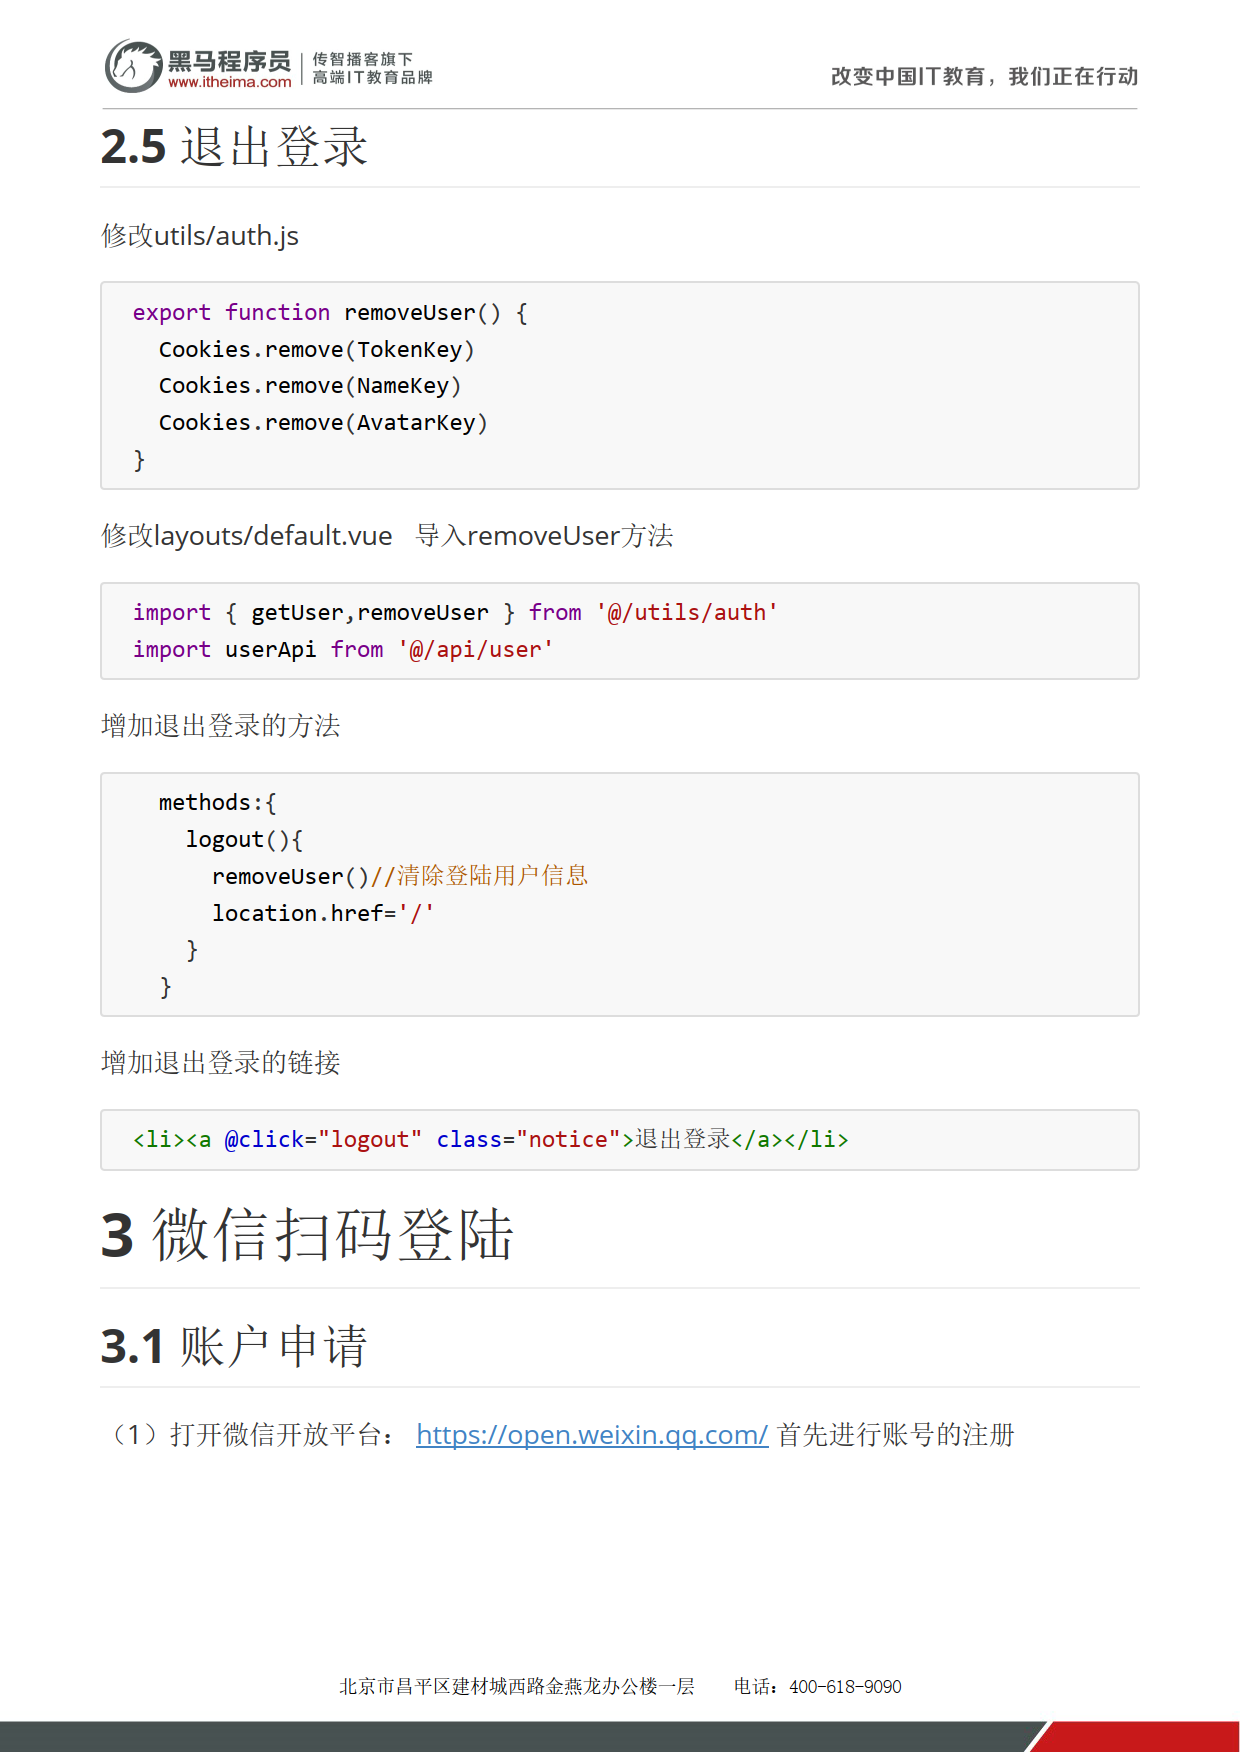 黑马程序员
www.itheima.com
传智播客旗下
高端IT教育品牌
改变中国IT教育，我们正在行动
2.5 退出登录
修改utils/auth.js
export function removeUser() {
  Cookies.remove(TokenKey)
  Cookies.remove(NameKey)
  Cookies.remove(AvatarKey)
}
修改layouts/default.vue   导入removeUser方法
import { getUser,removeUser } from '@/utils/auth'
import userApi from '@/api/user'
增加退出登录的方法
  methods:{
    logout(){
      removeUser()//清除登陆用户信息
      location.href='/'
    }
  }
增加退出登录的链接
<li><a @click="logout" class="notice">退出登录</a></li>
3 微信扫码登陆
3.1 账户申请
（1）打开微信开放平台： https://open.weixin.qq.com/ 首先进行账号的注册
北京市昌平区建材城西路金燕龙办公楼一层    电话：400-618-9090